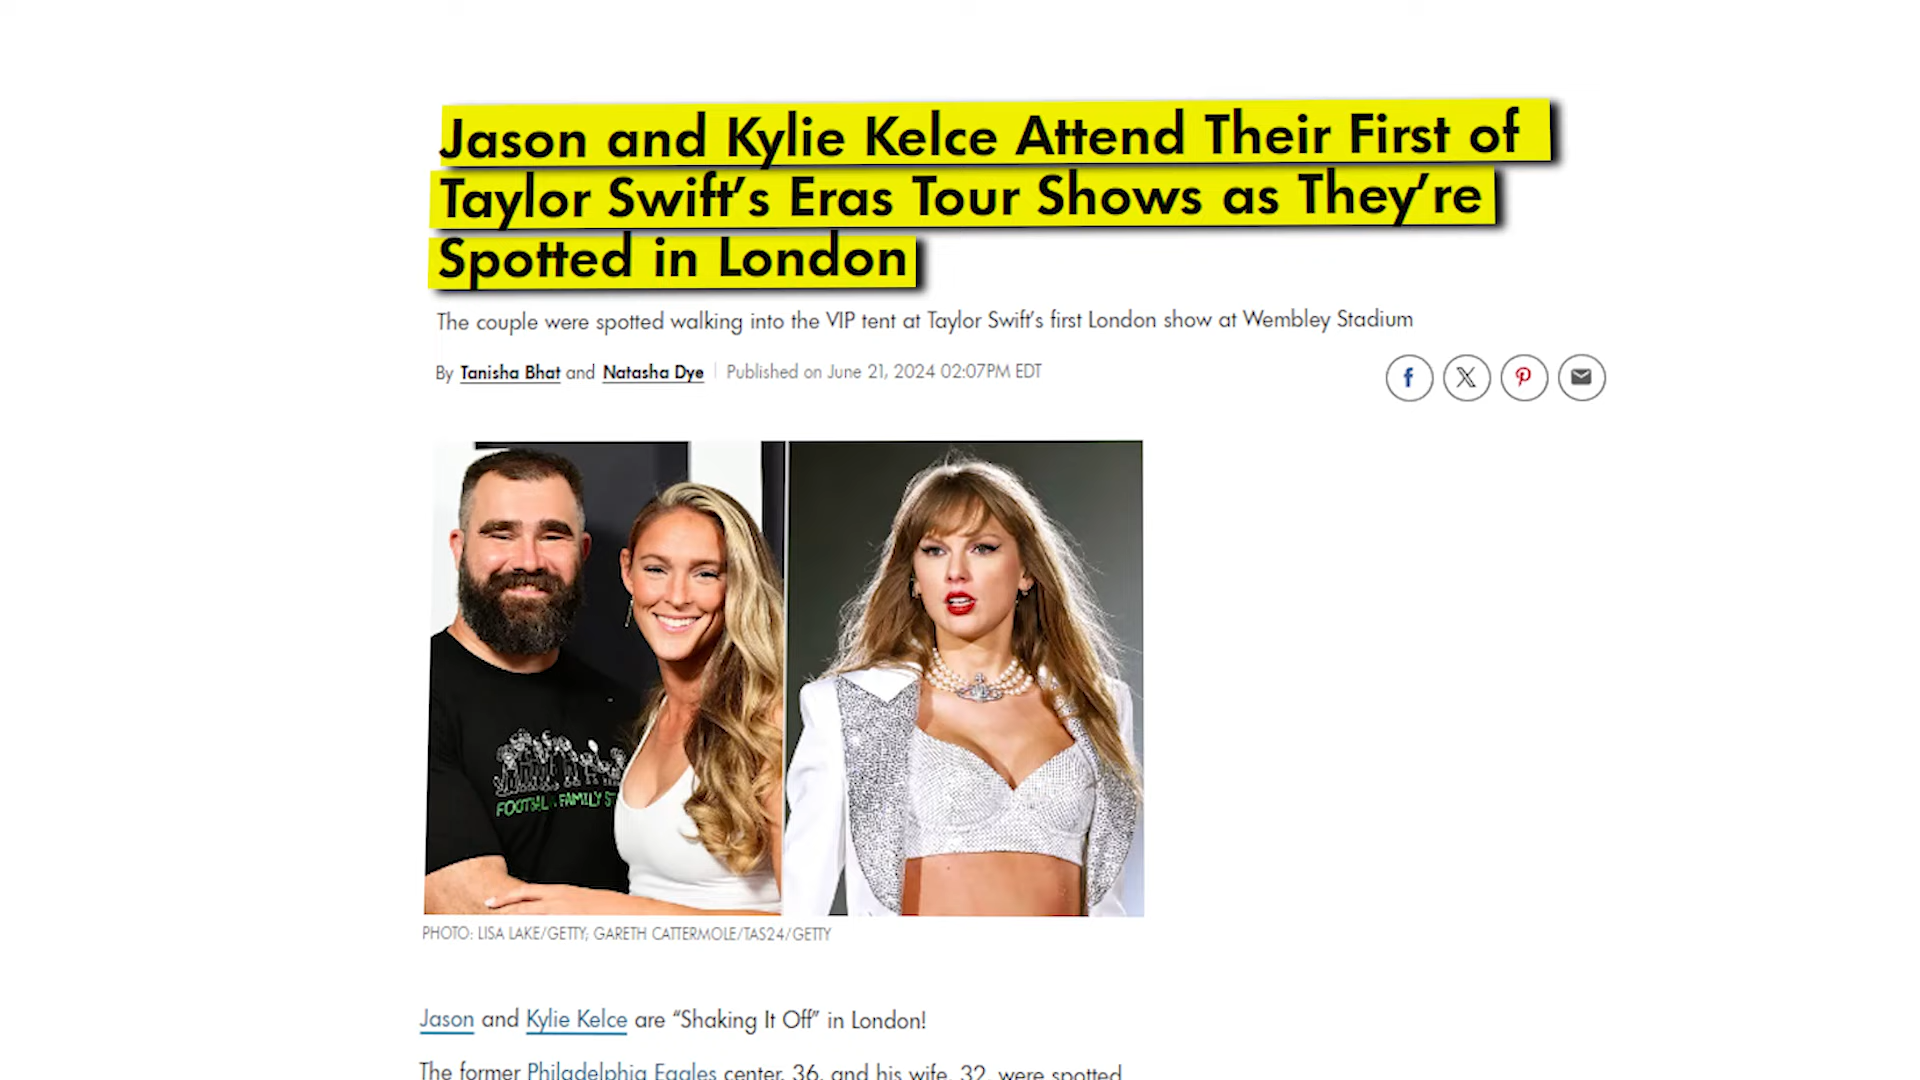 Jason and Kylie Kelce Attend Their First of
Taylor Swift's Eras Tour Shows as They're
Spotted in London
The couple were spotted walking into the VIP tent at Taylor Swift's first London show at Wembley Stadium
By Tanisha Bhat and Natasha Dye | Published on June 21, 2024 02:07PM EDT
FOOTBALL FAMILY ST
PHOTO: LISA LAKE/GETTY; GARETH CATTERMOLE/TAS24/GETTY
Jason and Kylie Kelce are “Shaking It Off” in London!
The former Philadelphia Eagles center, 36, and his wife, 32, were spotted